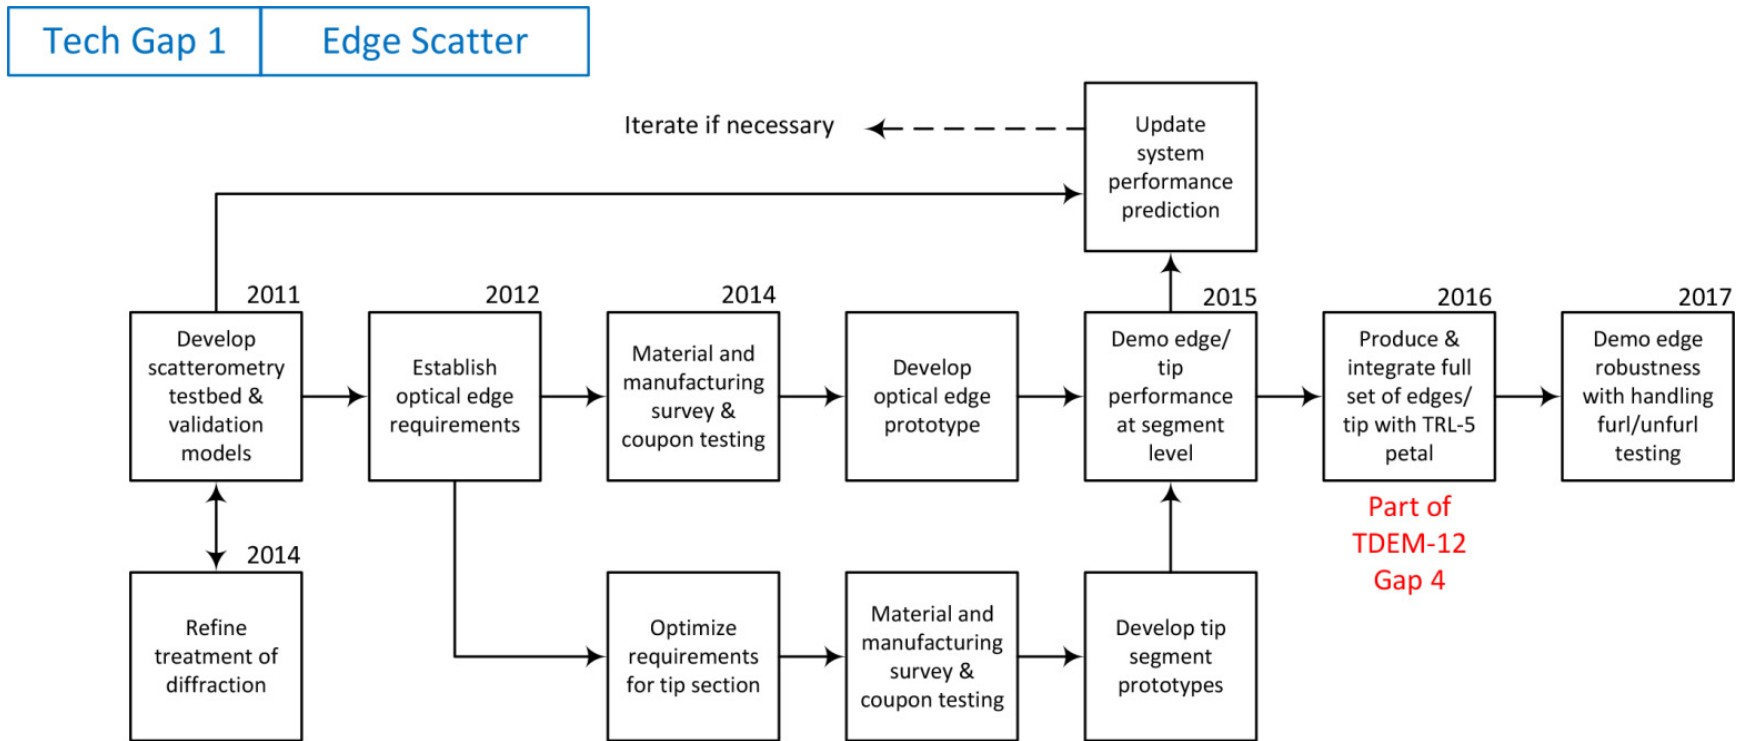 Tech Gap 1
Edge Scatter
Iterate if necessary
Update
system
performance
prediction
2011
Develop
scatterometry
testbed &
validation
models
2012
Establish
optical edge
requirements
2014
Material and
manufacturing
survey &
coupon testing
Develop
optical edge
prototype
2015
Demo edge/
tip
performance
at segment
level
2016
Produce &
integrate full
set of edges/
tip with TRL-5
petal
2017
Demo edge
robustness
with handling
furl/unfurl
testing
Part of
TDEM-12
Gap 4
2014
Refine
treatment of
diffraction
Optimize
requirements
for tip section
Material and
manufacturing
survey &
coupon testing
Develop tip
segment
prototypes